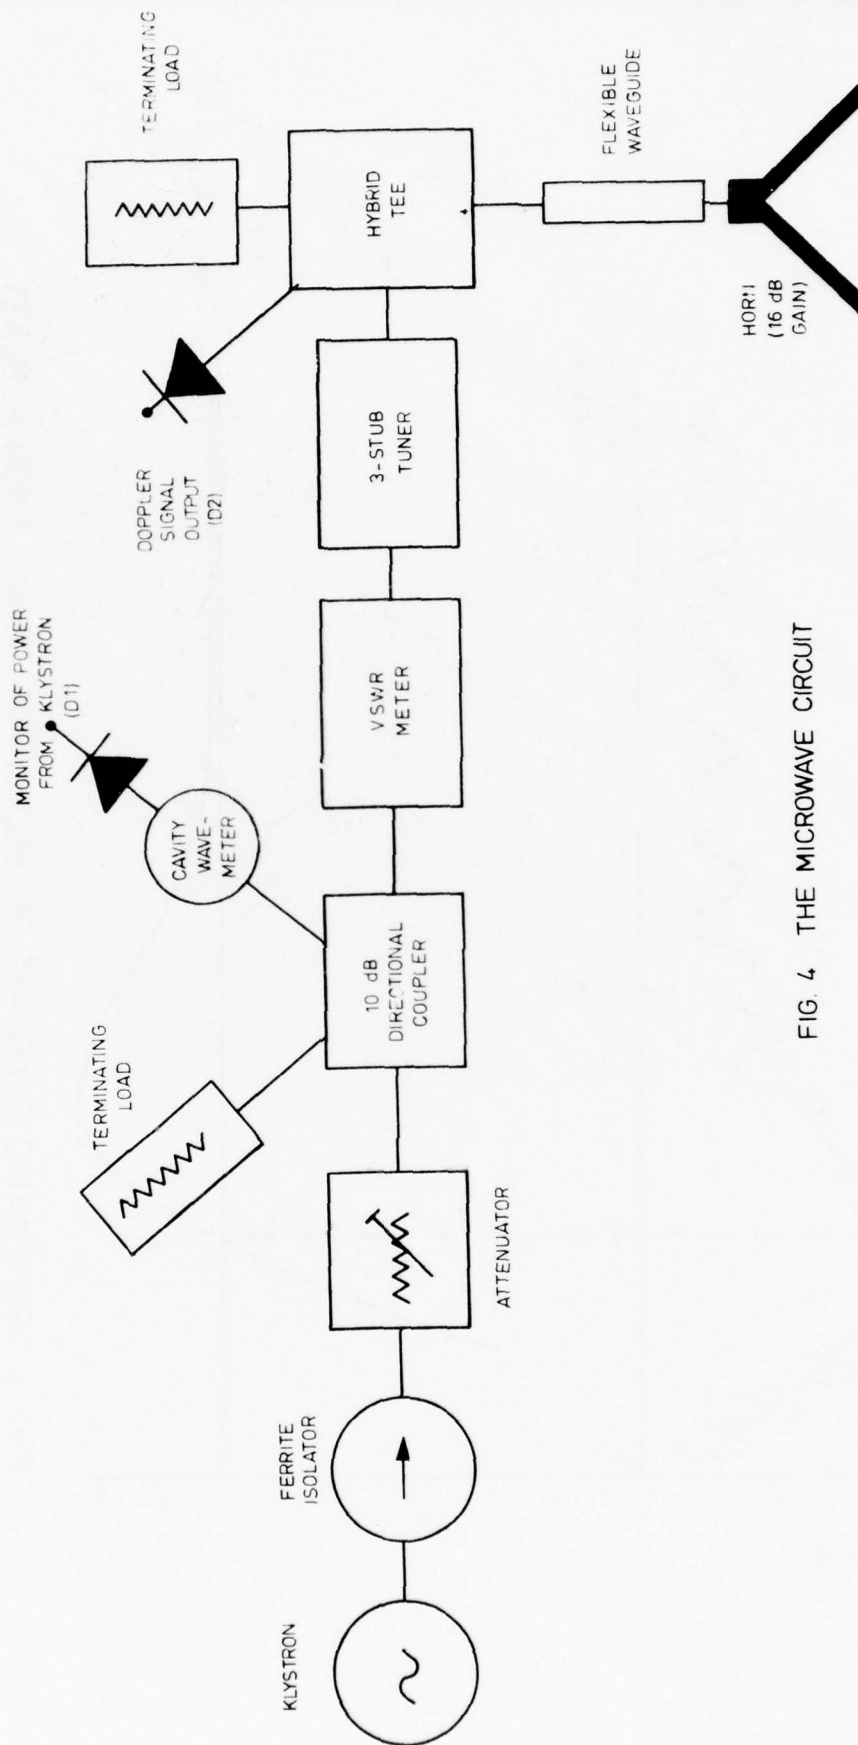 KLYSTRON
FERRITE
ISOLATOR
ATTENUATOR
TERMINATING
LOAD
10 dB
DIRECTIONAL
COUPLER
CAVITY
WAVE-
METER
MONITOR OF POWER
FROM KLYSTRON
(D1)
VSWR
METER
3-STUB
TUNER
DOPPLER
SIGNAL
OUTPUT
(D2)
TERMINATING
LOAD
HYBRID
TEE
FLEXIBLE
WAVEGUIDE
HORN
(16 dB
GAIN)
FIG. 4 THE MICROWAVE CIRCUIT